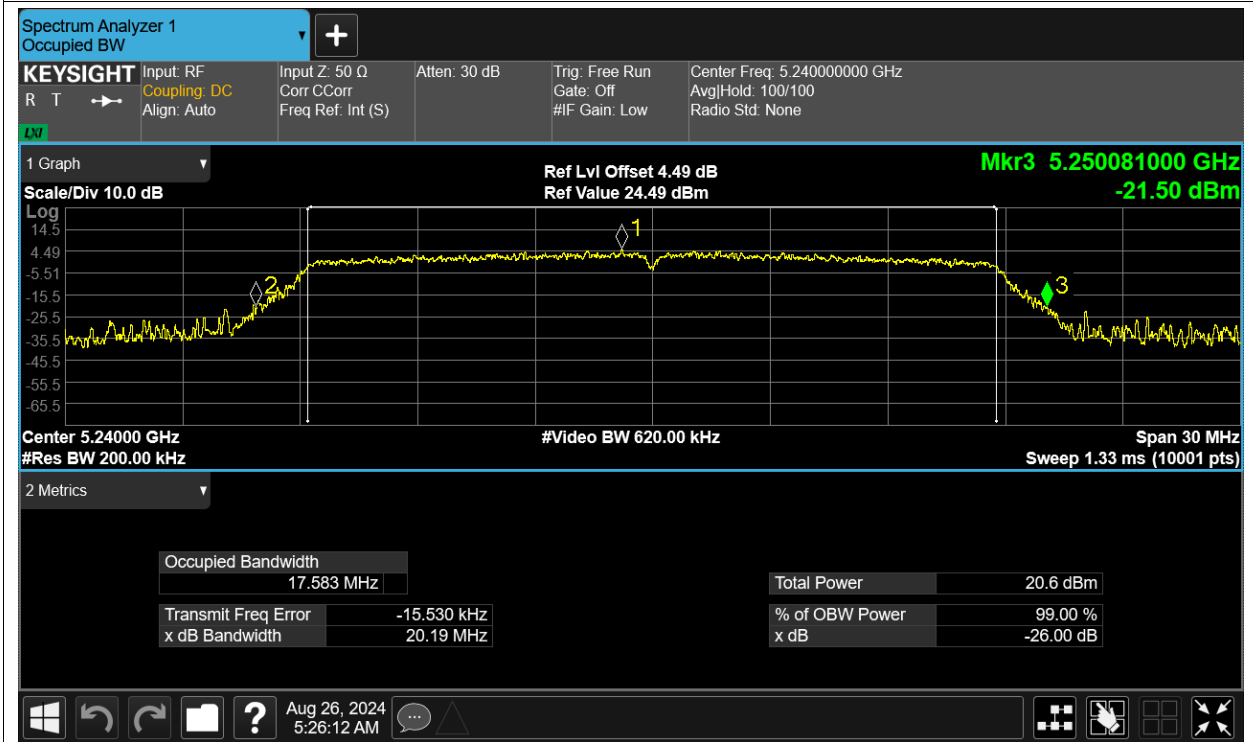 Spectrum Analyzer 1
Occupied BW
KEYSIGHT
R T
LXI
Input: RF
Coupling: DC
Align: Auto
Input Z: 50 Ω
Corr CCorr
Freq Ref: Int (S)
Atten: 30 dB
Trig: Free Run
Gate: Off
#IF Gain: Low
Center Freq: 5.240000000 GHz
Avg|Hold: 100/100
Radio Std: None
1 Graph
Scale/Div 10.0 dB
Ref Lvl Offset 4.49 dB
Ref Value 24.49 dBm
Mkr3 5.250081000 GHz
-21.50 dBm
Log
14.5
4.49
-5.51
-15.5
-25.5
-35.5
-45.5
-55.5
-65.5
1
2
3
Center 5.24000 GHz
#Res BW 200.00 kHz
#Video BW 620.00 kHz
Span 30 MHz
Sweep 1.33 ms (10001 pts)
2 Metrics
Occupied Bandwidth
17.583 MHz
Transmit Freq Error -15.530 kHz
x dB Bandwidth 20.19 MHz
Total Power 20.6 dBm
% of OBW Power 99.00 %
x dB -26.00 dB
?
Aug 26, 2024
5:26:12 AM